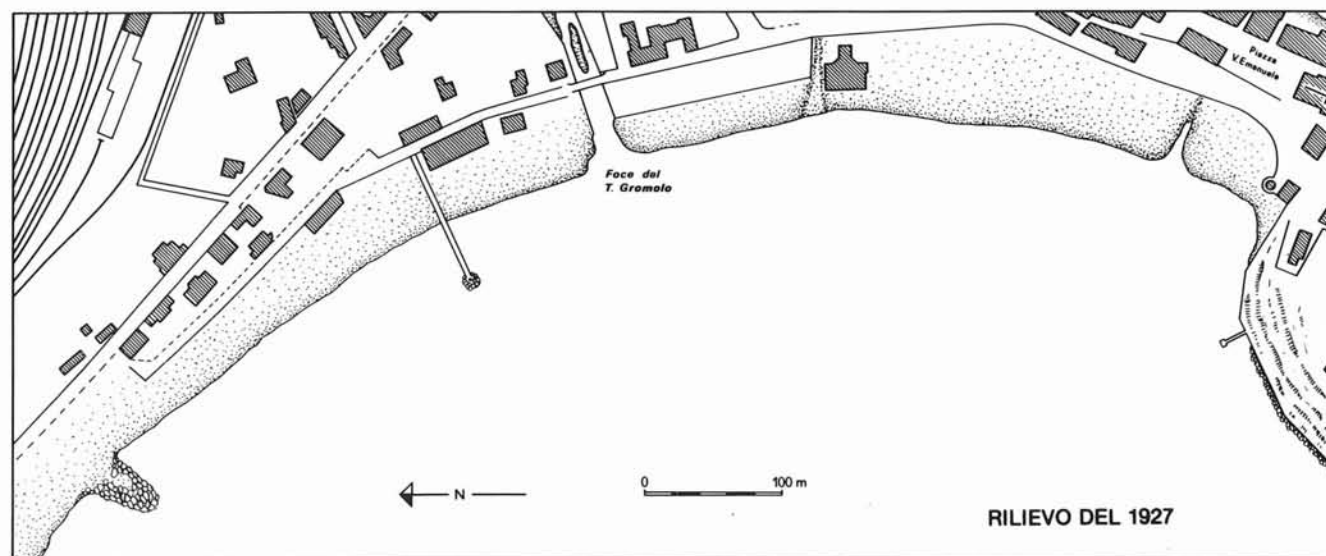 Piazza
V. Emanuele
Foce del
T. Gromolo
N
0 100 m
RILIEVO DEL 1927